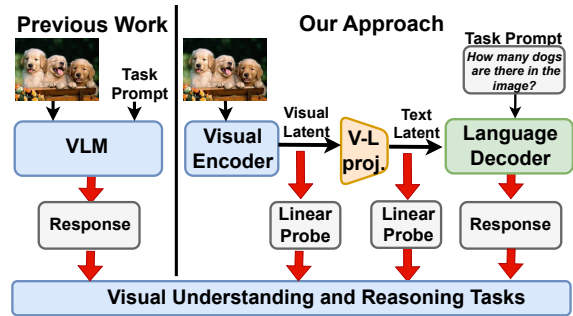 Previous Work
Task
Prompt
VLM
Response
Our Approach
Task Prompt
How many dogs
are there in the
image?
Visual
Encoder
Visual
Latent
V-L
proj.
Text
Latent
Language
Decoder
Linear
Probe
Linear
Probe
Response
Visual Understanding and Reasoning Tasks